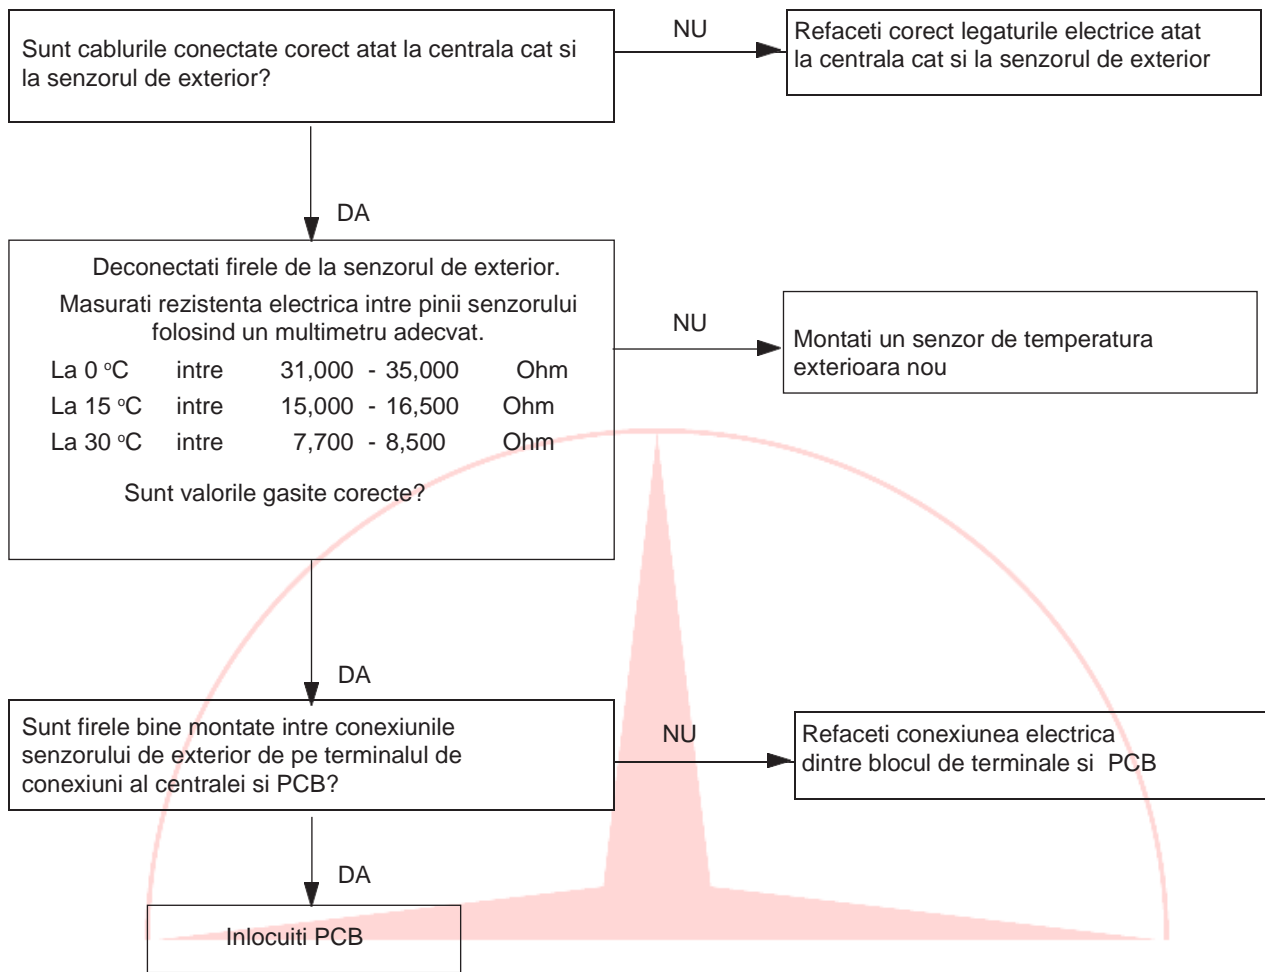 Sunt cablurile conectate corect atat la centrala cat si
la senzorul de exterior?
NU
Refaceti corect legaturile electrice atat
la centrala cat si la senzorul de exterior
DA
Deconectati firele de la senzorul de exterior.
Masurati rezistenta electrica intre pinii senzorului
folosind un multimetru adecvat.
La 0 °C intre 31,000 - 35,000 Ohm
La 15 °C intre 15,000 - 16,500 Ohm
La 30 °C intre 7,700 - 8,500 Ohm
Sunt valorile gasite corecte?
NU
Montati un senzor de temperatura
exterioara nou
DA
Sunt firele bine montate intre conexiunile
senzorului de exterior de pe terminalul de
conexiuni al centralei si PCB?
NU
Refaceti conexiunea electrica
dintre blocul de terminale si PCB
DA
Inlocuiti PCB